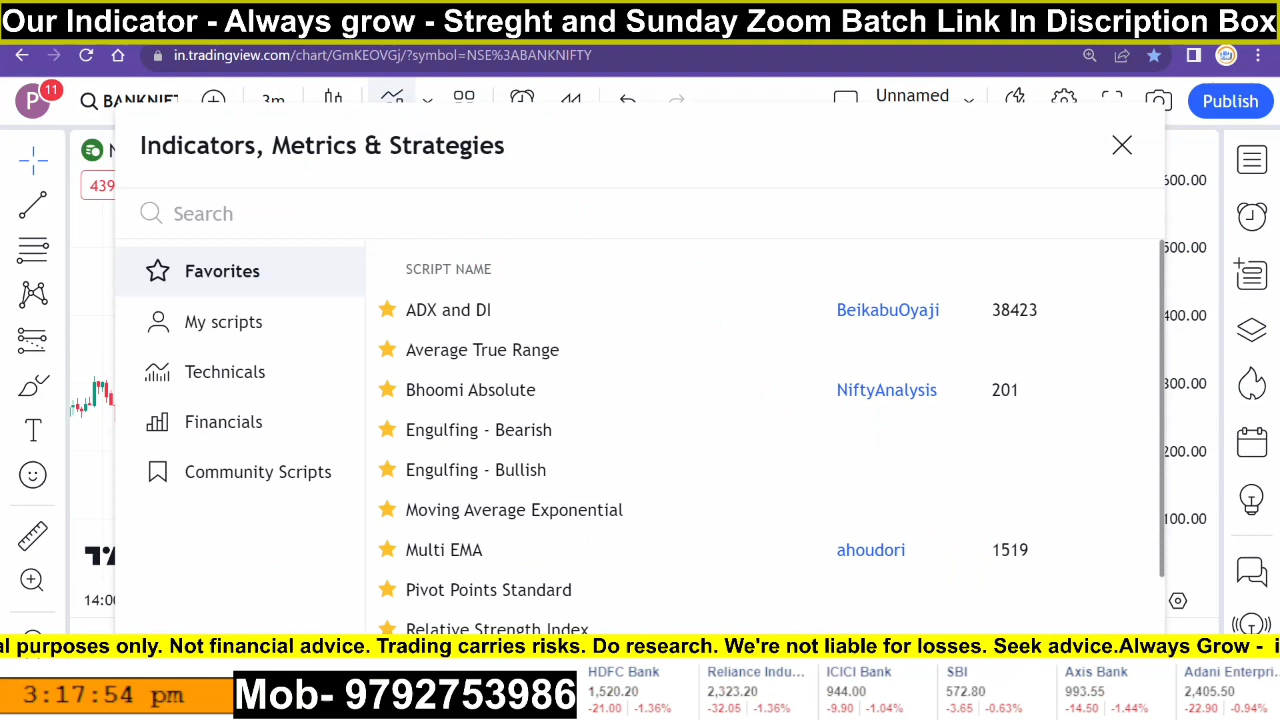 Our Indicator - Always grow - Streght and Sunday Zoom Batch Link In Discription Box
in.tradingview.com/chart/GmKEOVGj/?symbol=NSE%3ABANKNIFTY
P 11 BANKNIFT 3m Unnamed Publish
Indicators, Metrics & Strategies
N
439
Search
Favorites
My scripts
Technicals
Financials
Community Scripts
SCRIPT NAME
ADX and DI BeikabuOyaji 38423
Average True Range
Bhoomi Absolute NiftyAnalysis 201
Engulfing - Bearish
Engulfing - Bullish
Moving Average Exponential
Multi EMA ahoudori 1519
Pivot Points Standard
Relative Strength Index
600.00
500.00
400.00
300.00
200.00
100.00
14:00
al purposes only. Not financial advice. Trading carries risks. Do research. We're not liable for losses. Seek advice.Always Grow - i
3:17:54 pm
Mob- 9792753986
HDFC Bank
1,520.20
-21.00 -1.36%
Reliance Indu...
2,323.20
-32.05 -1.36%
ICICI Bank
944.00
-9.90 -1.04%
SBI
572.80
-3.65 -0.63%
Axis Bank
993.55
-14.50 -1.44%
Adani Enterpri
2,405.50
-22.90 -0.94%